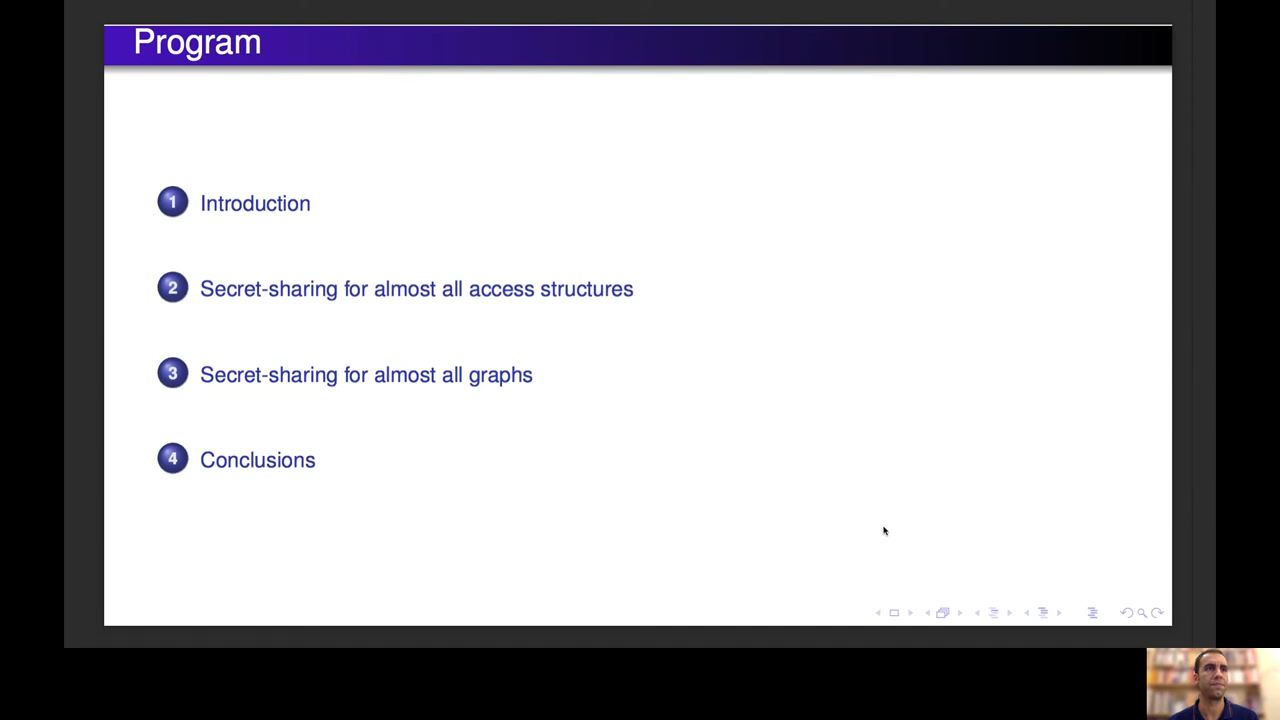 Program
1 Introduction
2 Secret-sharing for almost all access structures
3 Secret-sharing for almost all graphs
4 Conclusions